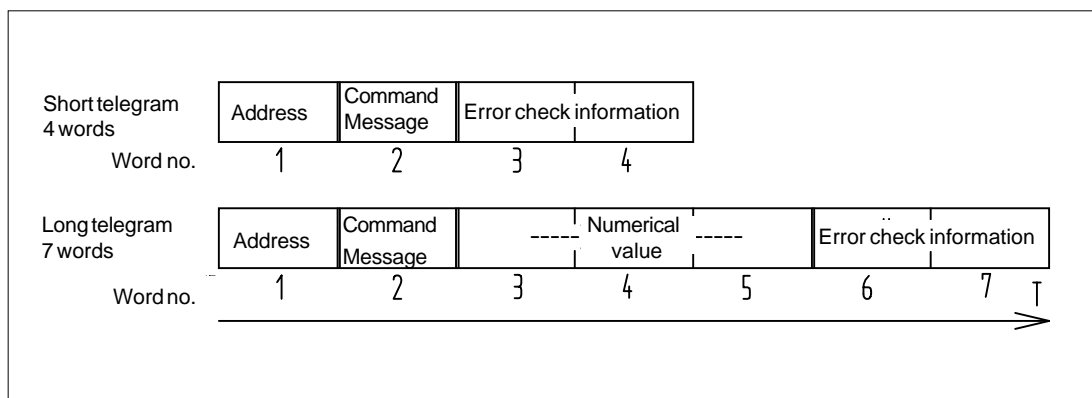 Short telegram
4 words
Address
Command
Message
Error check information
Word no.
1 2 3 4
Long telegram
7 words
Address
Command
Message
Numerical
value
Error check information
Word no.
1 2 3 4 5 6 7 T